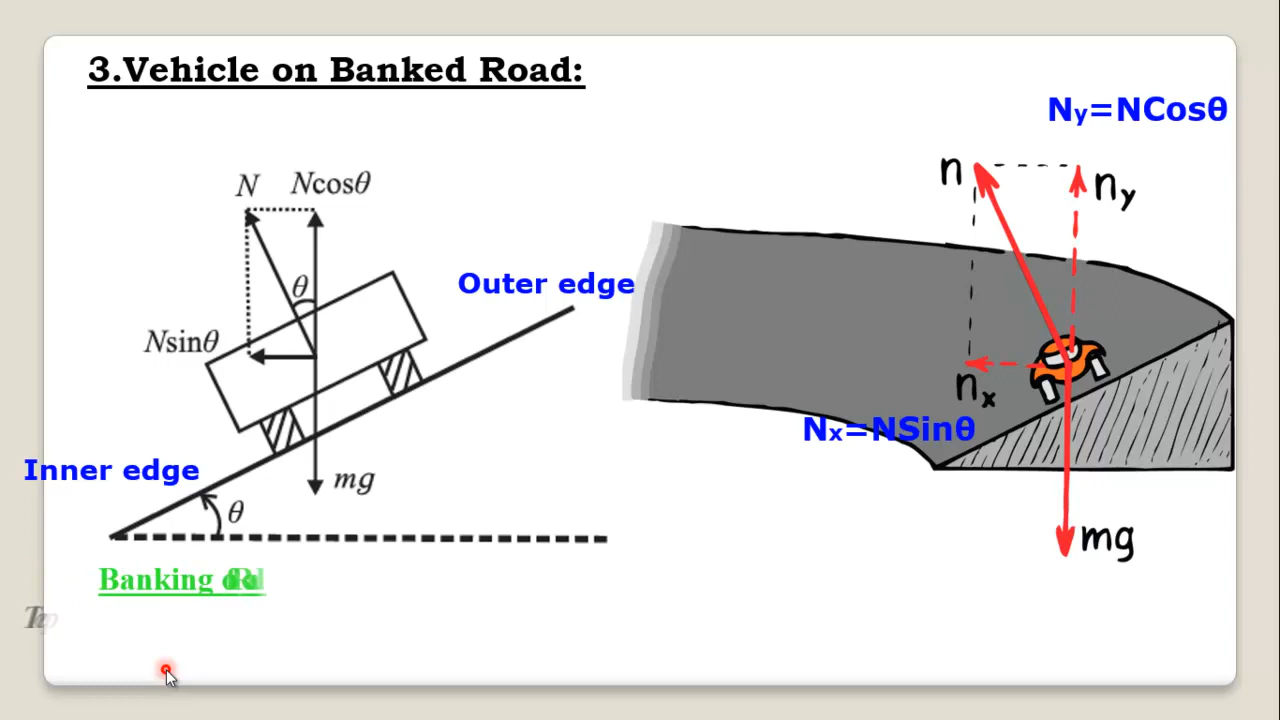 3.Vehicle on Banked Road:
Ny=NCosθ
N Ncosθ
n
ny
θ
Outer edge
Nsinθ
nx
Nx=NSinθ
Inner edge
mg
θ
mg
Banking